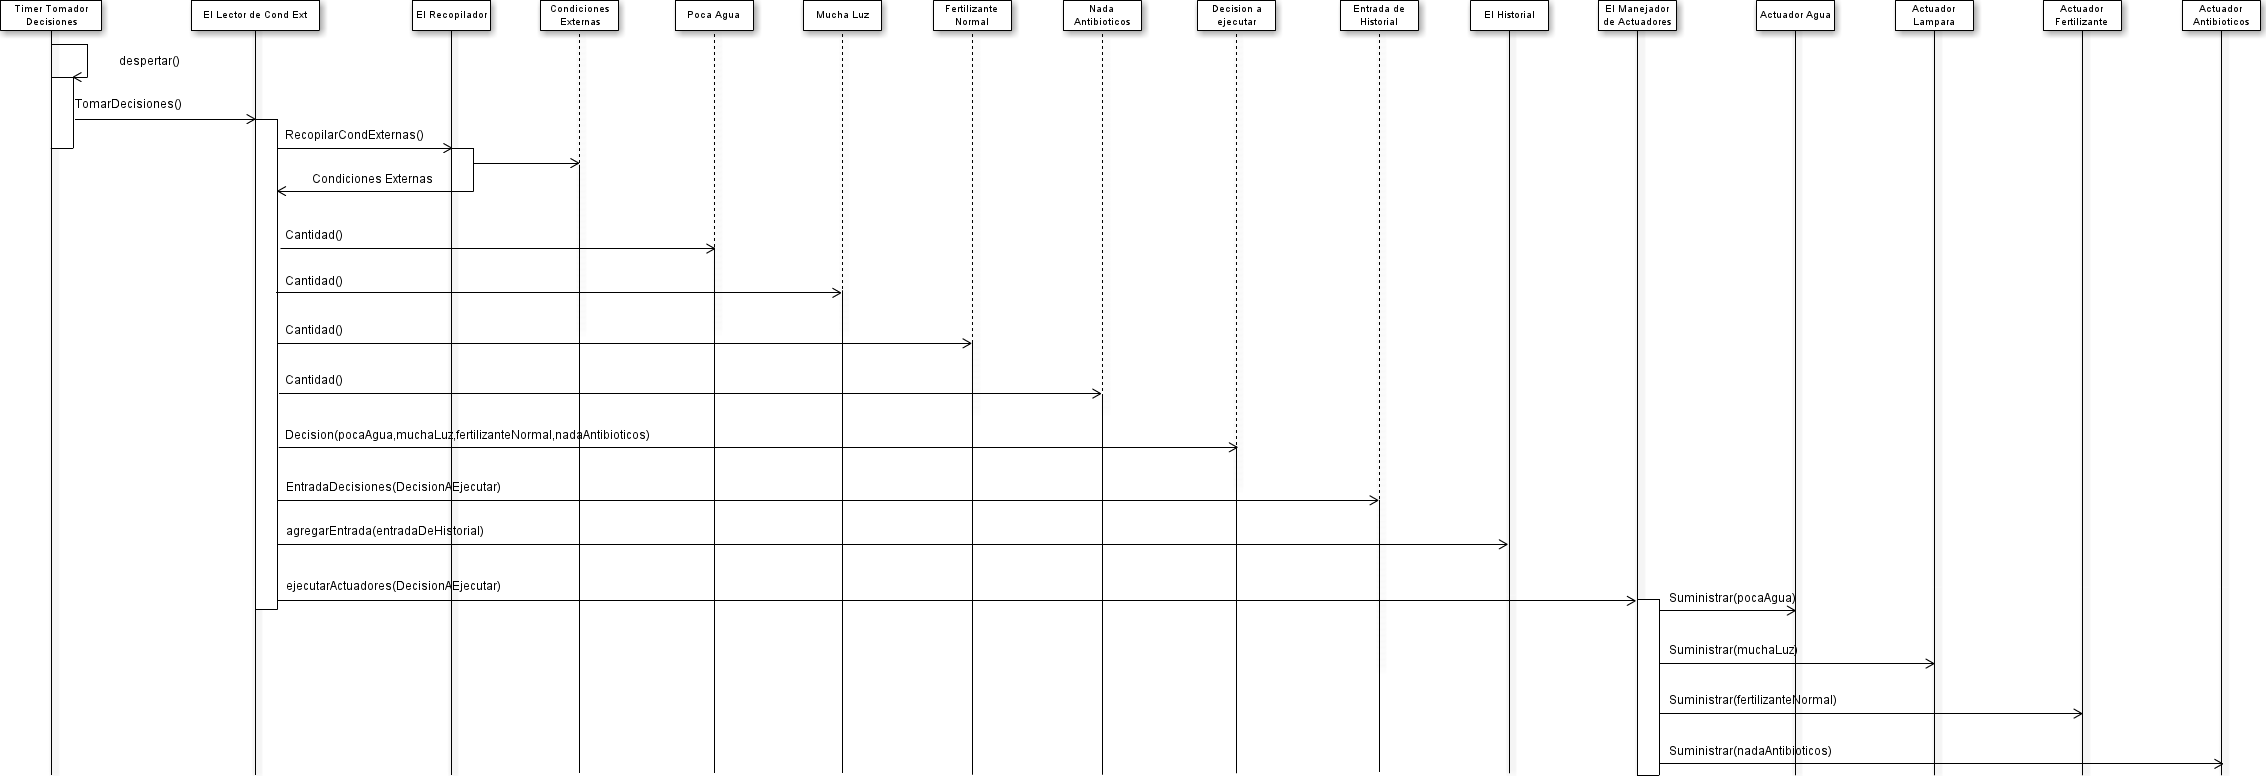 Timer Tomador
Decisiones
El Lector de Cond Ext
El Recopilador
Condiciones
Externas
Poca Agua
Mucha Luz
Fertilizante
Normal
Nada
Antibioticos
Decision a
ejecutar
Entrada de
Historial
El Historial
El Manejador
de Actuadores
Actuador Agua
Actuador
Lampara
Actuador
Fertilizante
Actuador
Antibioticos
despertar()
TomarDecisiones()
RecopilarCondExternas()
Condiciones Externas
Cantidad()
Cantidad()
Cantidad()
Cantidad()
Decision(pocaAgua,muchaLuz,fertilizanteNormal,nadaAntibioticos)
EntradaDecisiones(DecisionAEjecutar)
agregarEntrada(entradaDeHistorial)
ejecutarActuadores(DecisionAEjecutar)
Suministrar(pocaAgua)
Suministrar(muchaLuz)
Suministrar(fertilizanteNormal)
Suministrar(nadaAntibioticos)